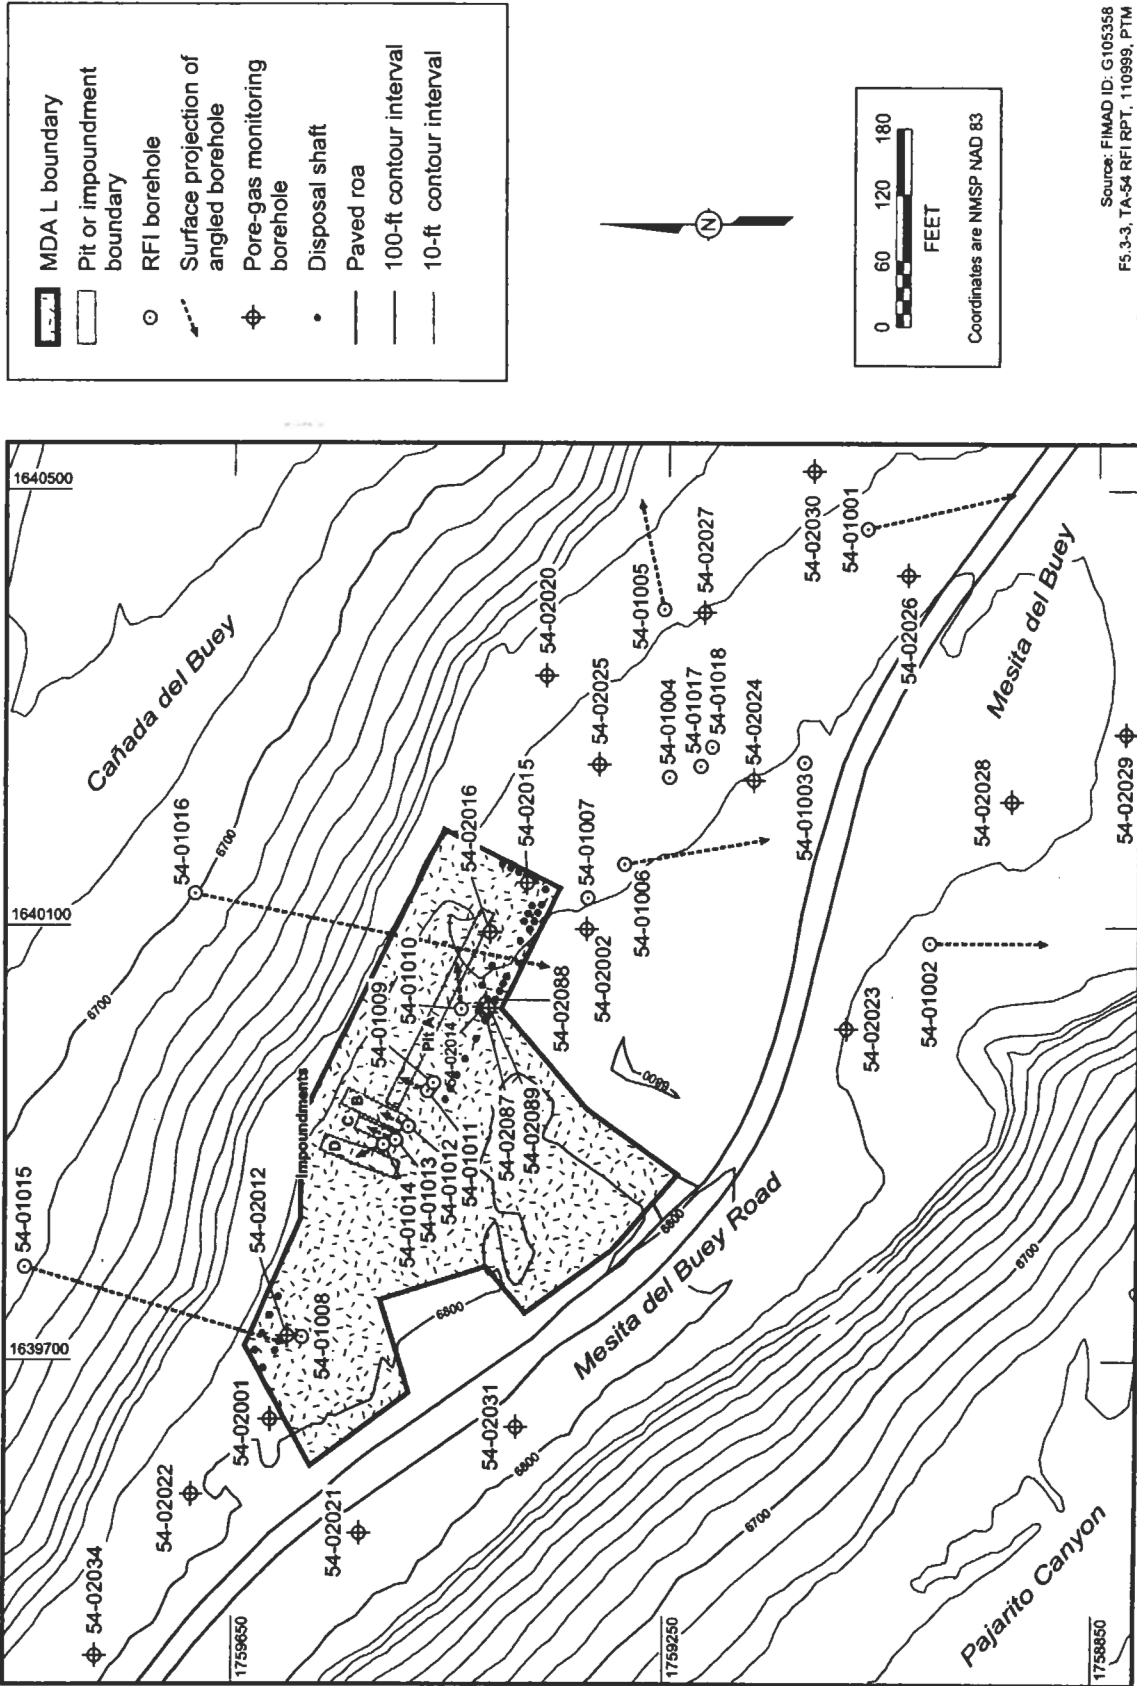 MDA L boundary
Pit or impoundment
boundary
RFI borehole
Surface projection of
angled borehole
Pore-gas monitoring
borehole
Disposal shaft
Paved roa
100-ft contour interval
10-ft contour interval
N
0 60 120 180
FEET
Coordinates are NMSP NAD 83
Source: FIMAD ID: G105358
F5.3-3, TA-54 RFI RPT, 110999, PTM
1639700
1640100
1640500
1759650
1759250
1758850
Cañada del Buey
Mesita del Buey
Mesita del Buey Road
Pajarito Canyon
Impoundments
D
C
B
Pit A
6700
6700
6800
6800
6800
6800
6700
6700
54-02034
54-02022
54-02001
54-02021
54-02031
54-01015
54-02012
54-01008
54-01016
54-01009
54-01010
54-02014
54-01014
54-01013
54-01012
54-01011
54-02087
54-02089
54-02088
54-02016
54-02015
54-02002
54-01007
54-01006
54-02020
54-02025
54-01004
54-01017
54-01018
54-02024
54-01003
54-01005
54-02027
54-02030
54-01001
54-02026
54-02023
54-01002
54-02028
54-02029